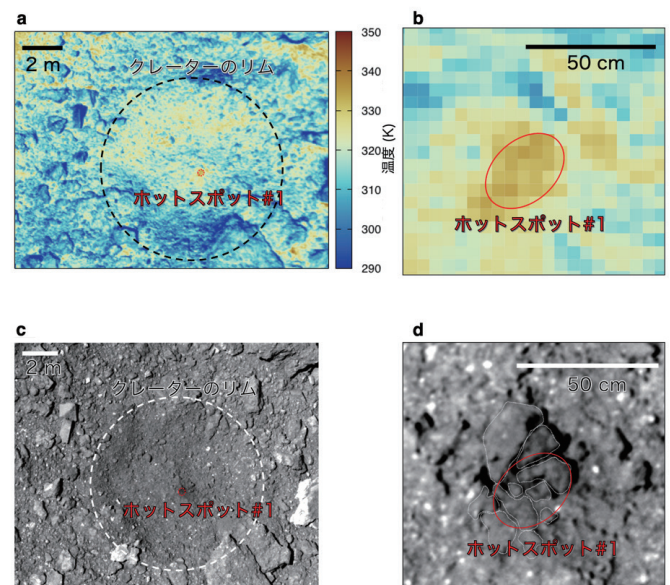 a
2 m
クレーターのリム
ホットスポット#1
350
340
330
320
310
300
290
温度 (K)
b
50 cm
ホットスポット#1
c
2 m
クレーターのリム
ホットスポット#1
d
50 cm
ホットスポット#1